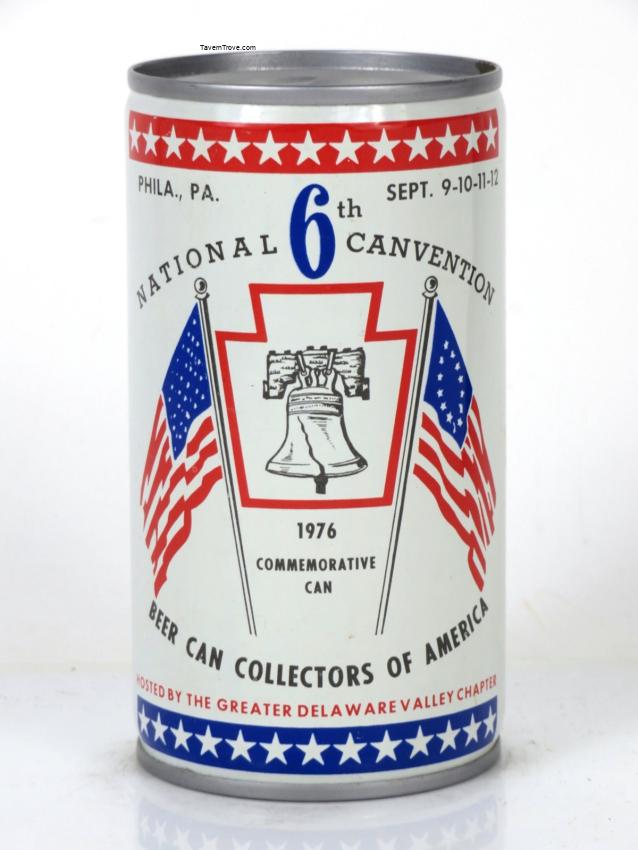 TavernTrove.com
PHILA., PA.
SEPT. 9-10-11-12
6th
NATIONAL CANVENTION
1976
COMMEMORATIVE
CAN
BEER CAN COLLECTORS OF AMERICA
HOSTED BY THE GREATER DELAWARE VALLEY CHAPTER